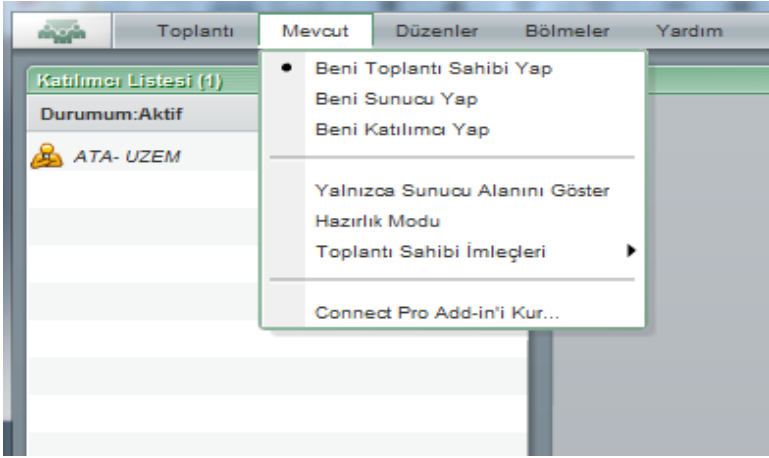 Toplantı Mevcut Düzenler Bölmeler Yardım
Katılımcı Listesi (1)
Durumum:Aktif
ATA- UZEM
Beni Toplantı Sahibi Yap
Beni Sunucu Yap
Beni Katılımcı Yap
Yalnızca Sunucu Alanını Göster
Hazırlık Modu
Toplantı Sahibi İmleçleri
Connect Pro Add-in'i Kur...